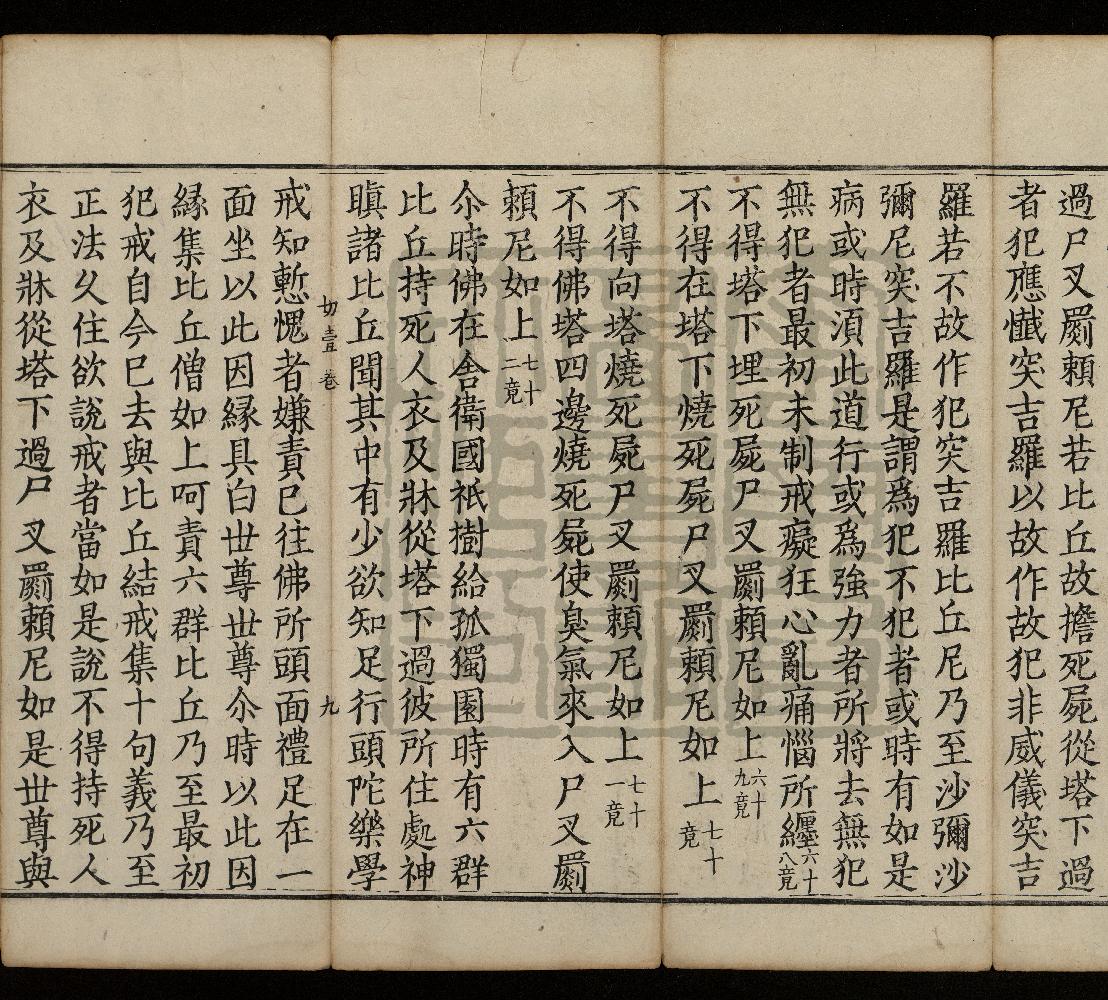 過尸叉罽賴尼若比丘故擔死屍從塔下過
者犯應懺突吉羅以故作故犯非威儀突吉
羅若不故作犯突吉羅比丘尼乃至沙彌沙
彌尼突吉羅是謂為犯不犯者或時有如是
病或時湏此道行或為強力者所將去無犯
無犯者最初未制戒癡狂心亂痛惱所纏六十八竟
不得塔下埋死屍尸叉罽賴尼如上六十九竟
不得在塔下燒死屍尸叉罽賴尼如上七十竟
不得向塔燒死屍尸叉罽賴尼如上七十一竟
不得佛塔四邊燒死屍使臭氣來入尸叉罽
賴尼如上七十二竟
尒時佛在舍衛國祇樹給孤獨園時有六群
比丘持死人衣及牀從塔下過彼所住處神
瞋諸比丘聞其中有少欲知足行頭陀樂學
切壹 卷 九
戒知慙愧者嫌責已往佛所頭面禮足在一
面坐以此因緣具白世尊世尊尒時以此因
緣集比丘僧如上呵責六群比丘乃至最初
犯戒自今已去與比丘結戒集十句義乃至
正法久住欲說戒者當如是說不得持死人
衣及牀從塔下過尸叉罽賴尼如是世尊與